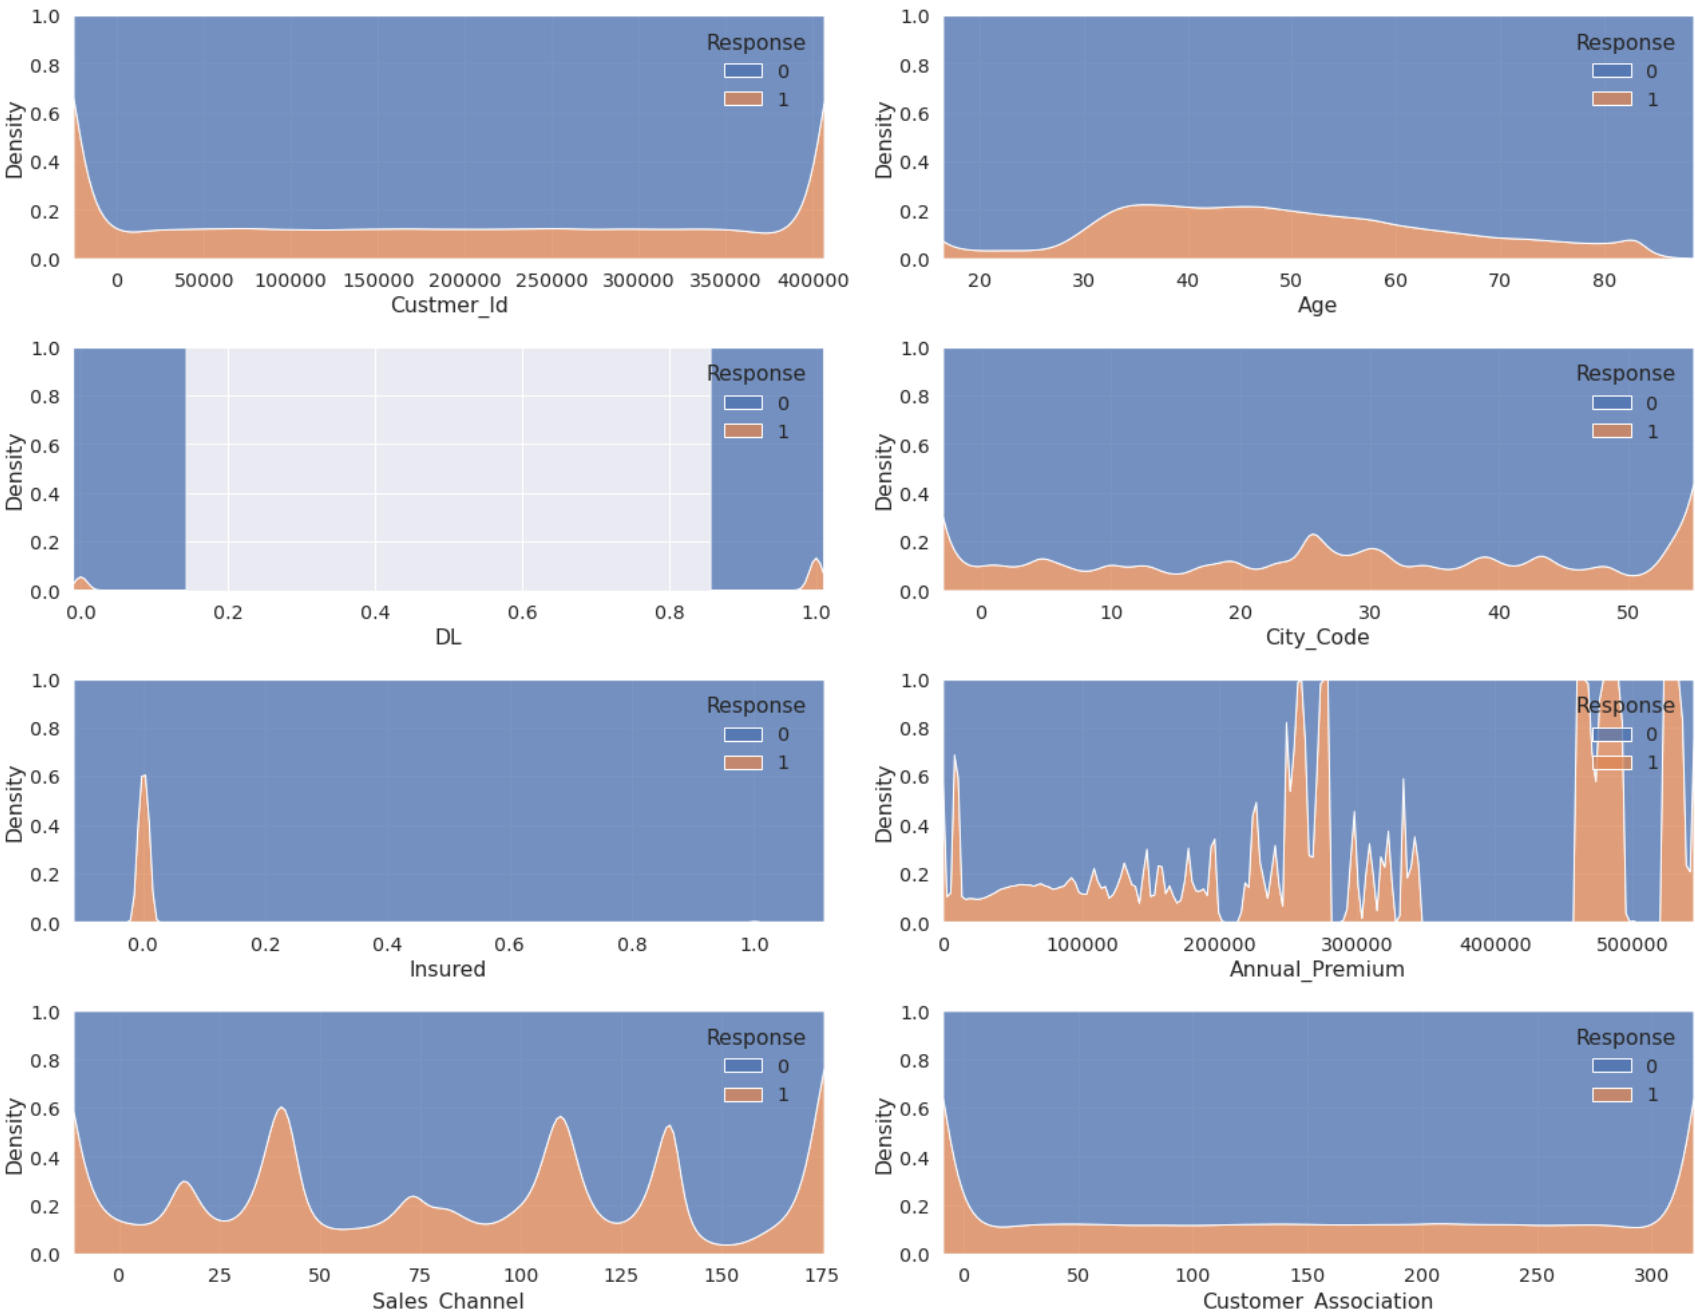 1.0
0.8
0.6
0.4
0.2
0.0
Density
Response
0
1
0 50000 100000 150000 200000 250000 300000 350000 400000
Custmer_Id
1.0
0.8
0.6
0.4
0.2
0.0
Density
Response
0
1
20 30 40 50 60 70 80
Age
1.0
0.8
0.6
0.4
0.2
0.0
Density
Response
0
1
0.0 0.2 0.4 0.6 0.8 1.0
DL
1.0
0.8
0.6
0.4
0.2
0.0
Density
Response
0
1
0 10 20 30 40 50
City_Code
1.0
0.8
0.6
0.4
0.2
0.0
Density
Response
0
1
0.0 0.2 0.4 0.6 0.8 1.0
Insured
1.0
0.8
0.6
0.4
0.2
0.0
Density
Response
0
1
0 100000 200000 300000 400000 500000
Annual_Premium
1.0
0.8
0.6
0.4
0.2
0.0
Density
Response
0
1
0 25 50 75 100 125 150 175
Sales_Channel
1.0
0.8
0.6
0.4
0.2
0.0
Density
Response
0
1
0 50 100 150 200 250 300
Customer_Association